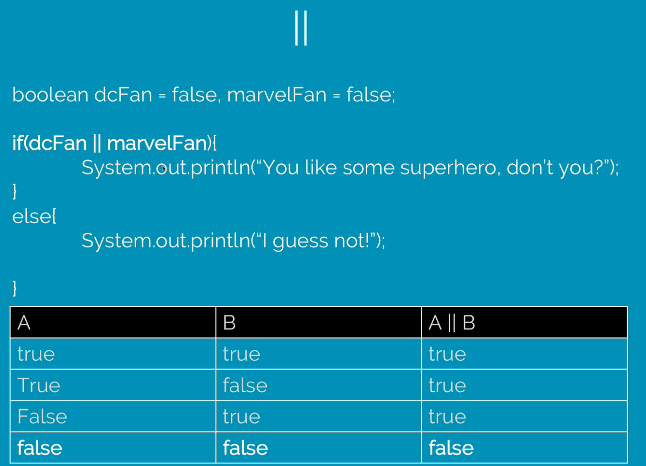 ||
boolean dcFan = false, marvelFan = false;
if(dcFan || marvelFan){
System.out.println(“You like some superhero, don’t you?”);
}
else{
System.out.println(“I guess not!”);
}
A B A || B
true true true
True false true
False true true
false false false